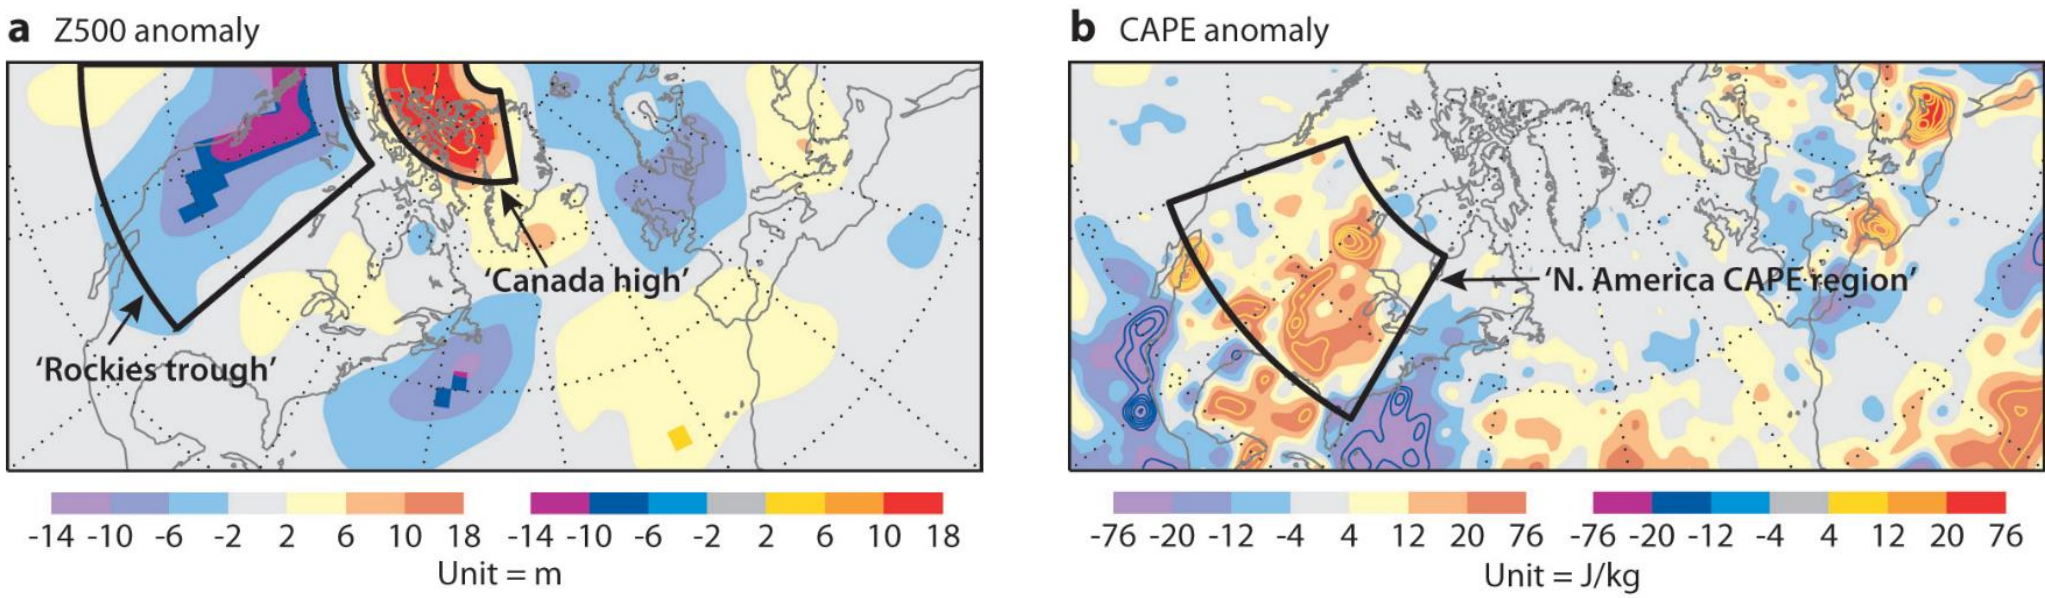 a Z500 anomaly
b CAPE anomaly
'Canada high'
'Rockies trough'
'N. America CAPE region'
-14 -10 -6 -2 2 6 10 18
-14 -10 -6 -2 2 6 10 18
Unit = m
-76 -20 -12 -4 4 12 20 76
-76 -20 -12 -4 4 12 20 76
Unit = J/kg